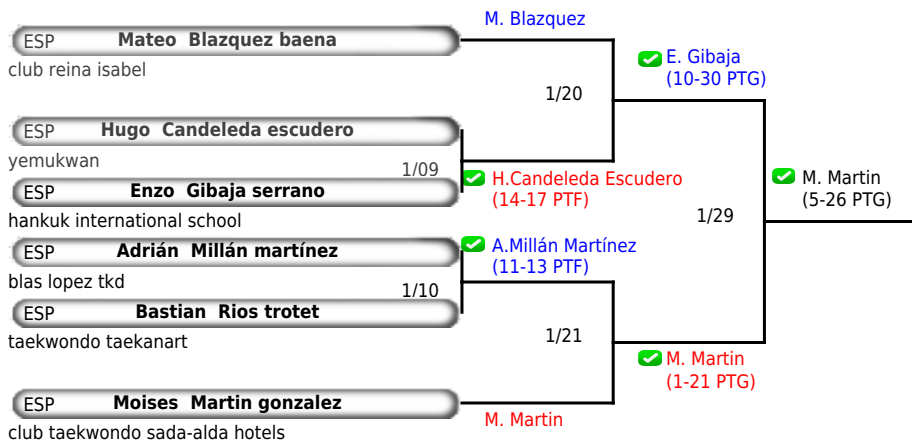 M. Blazquez
ESP Mateo Blazquez baena
club reina isabel
E. Gibaja
(10-30 PTG)
1/20
ESP Hugo Candeleda escudero
yemukwan
1/09
H.Candeleda Escudero
(14-17 PTF)
ESP Enzo Gibaja serrano
hankuk international school
M. Martin
(5-26 PTG)
1/29
ESP Adrián Millán martínez
blas lopez tkd
A.Millán Martínez
(11-13 PTF)
1/10
ESP Bastian Rios trotet
taekwondo taekanart
1/21
M. Martin
(1-21 PTG)
ESP Moises Martin gonzalez
club taekwondo sada-alda hotels
M. Martin